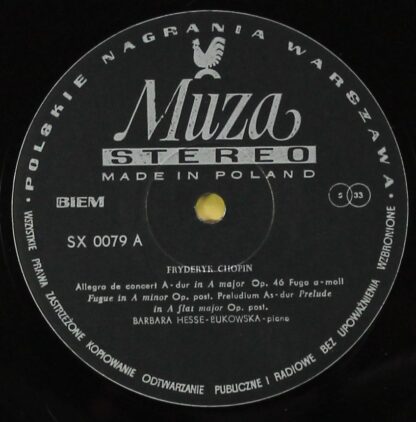 POLSKIE NAGRANIA WARSZAWA
Muza
STEREO
MADE IN POLAND
BIEM
S 33
SX 0079 A
FRYDERYK CHOPIN
Allegro de concert A-dur in A major Op. 46 Fuga a-moll
Fugue in A minor Op. post. Preludium As-dur Prelude
in A flat major Op. post.
BARBARA HESSE-BUKOWSKA-piano
WSZYSTKIE PRAWA ZASTRZEŻONE KOPIOWANIE ODTWARZANIE PUBLICZNE I RADIOWE BEZ UPOWAŻNIENIA WZBRONIONE